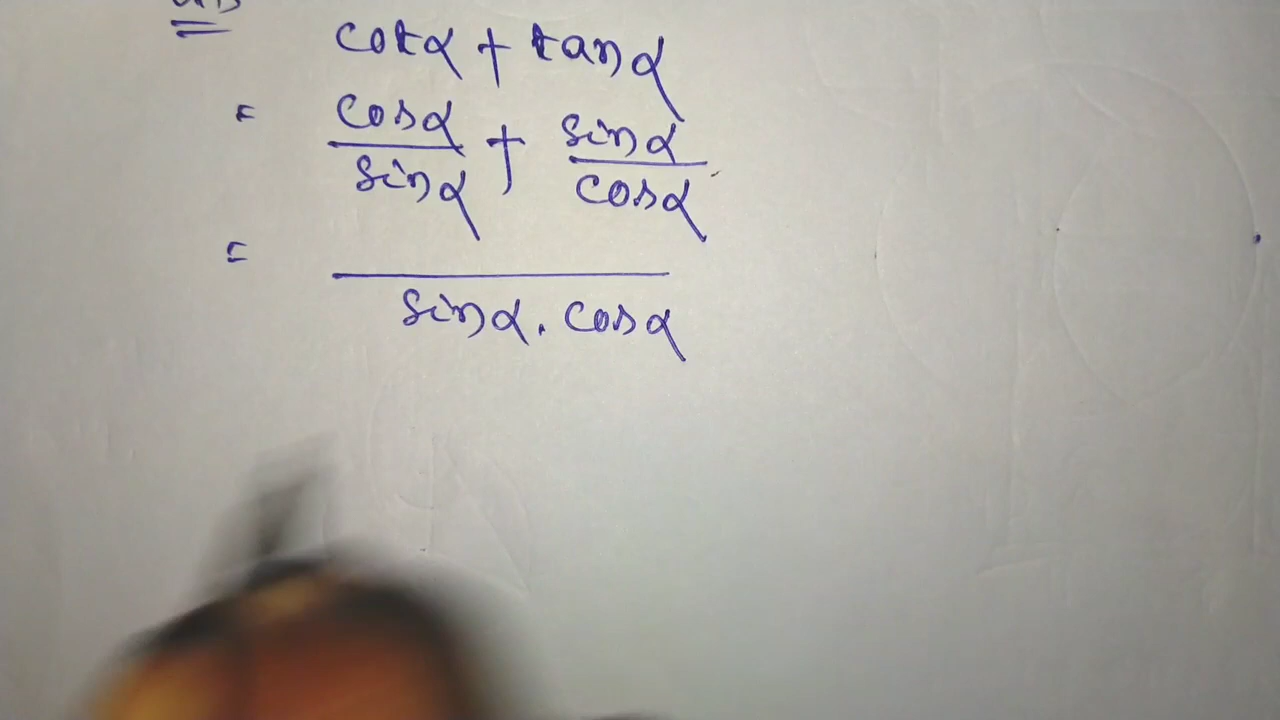 cotα + tanα
= cosα/sinα + sinα/cosα
= /sinα . cosα